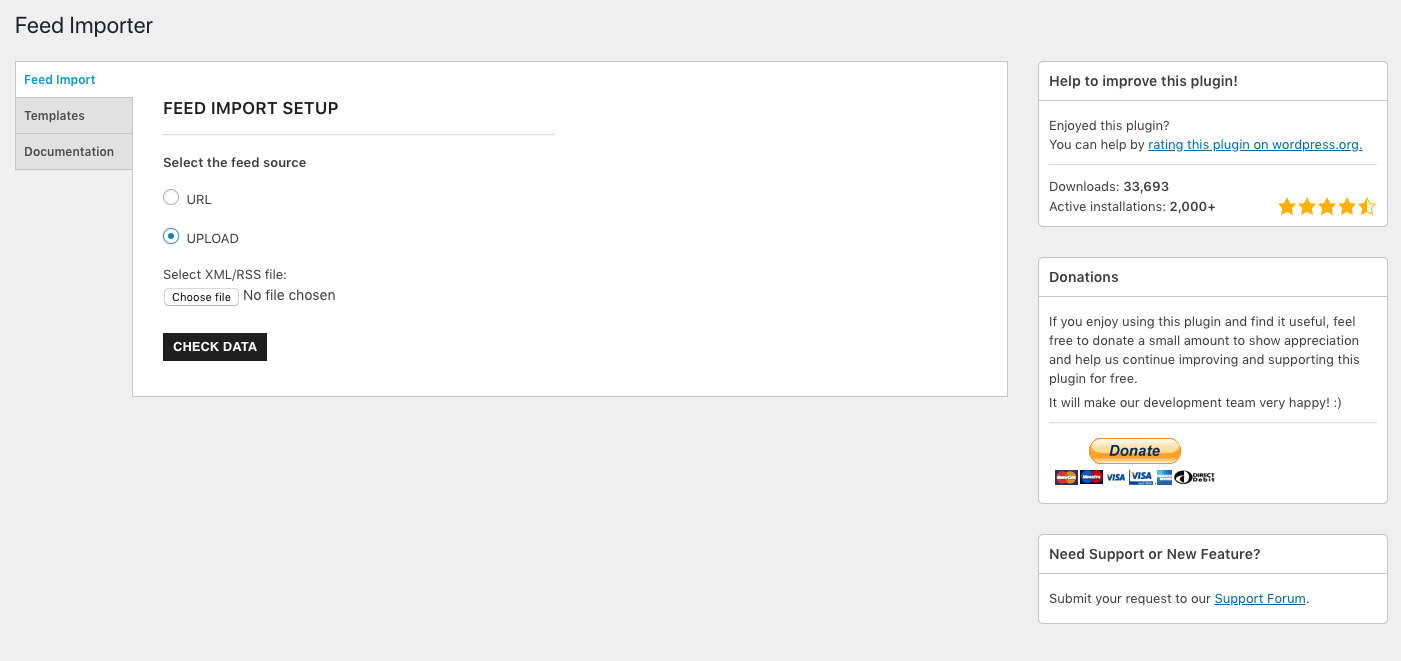 Feed Importer
Feed Import
Templates
Documentation
FEED IMPORT SETUP
Select the feed source
URL
UPLOAD
Select XML/RSS file:
Choose file No file chosen
CHECK DATA
Help to improve this plugin!
Enjoyed this plugin?
You can help by rating this plugin on wordpress.org.
Downloads: 33,693
Active installations: 2,000+
Donations
If you enjoy using this plugin and find it useful, feel
free to donate a small amount to show appreciation
and help us continue improving and supporting this
plugin for free.
It will make our development team very happy! :)
Donate
MasterCard Maestro VISA VISA DIRECT
Debit
Need Support or New Feature?
Submit your request to our Support Forum.